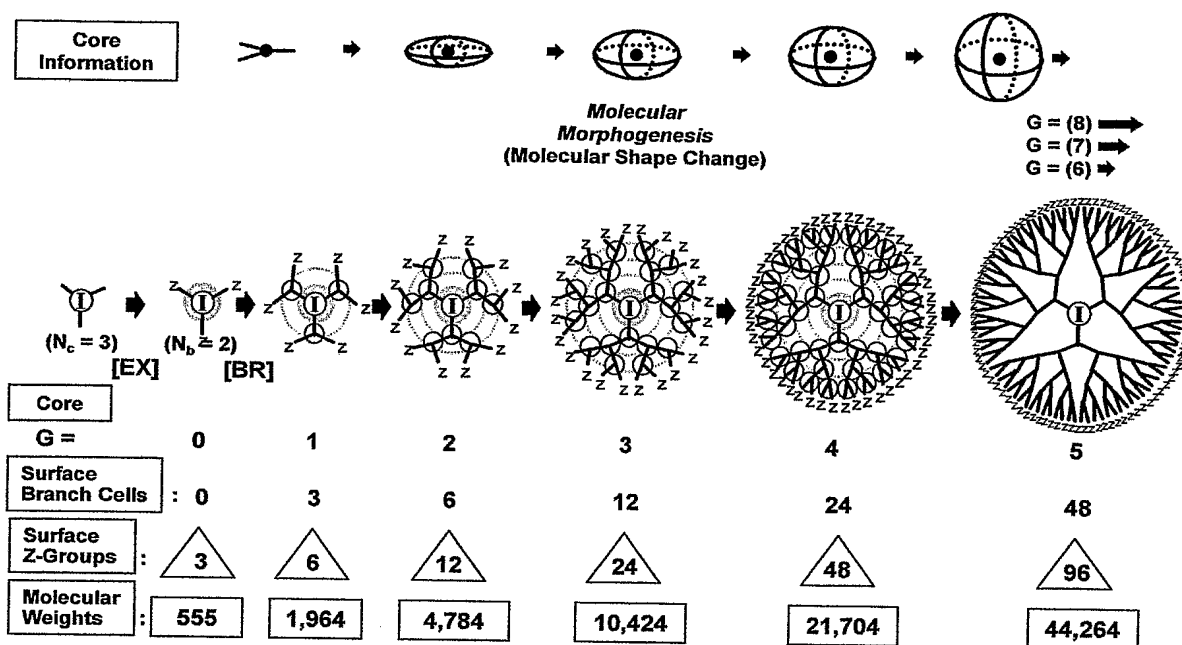 Core
Information
Molecular
Morphogenesis
(Molecular Shape Change)
G = (8)
G = (7)
G = (6)
I
(Nc = 3)
[EX]
Z Z
I
(Nb = 2)
[BR]
Z Z
Z I Z
Z Z
Z Z
Z Z
Z I Z
Z Z
Z Z
Z Z
I
I
I
Core
G = 0 1 2 3 4 5
Surface
Branch Cells : 0 3 6 12 24 48
Surface
Z-Groups : 3 6 12 24 48 96
Molecular
Weights : 555 1,964 4,784 10,424 21,704 44,264